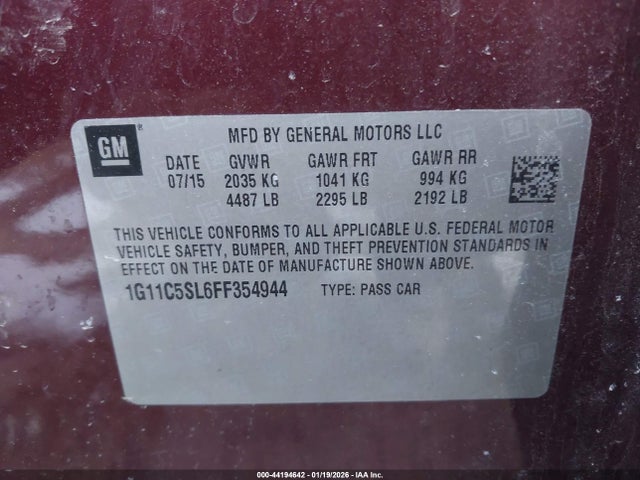 GM ®
MFD BY GENERAL MOTORS LLC
DATE GVWR GAWR FRT GAWR RR
07/15 2035 KG 1041 KG 994 KG
4487 LB 2295 LB 2192 LB
THIS VEHICLE CONFORMS TO ALL APPLICABLE U.S. FEDERAL MOTOR
VEHICLE SAFETY, BUMPER, AND THEFT PREVENTION STANDARDS IN
EFFECT ON THE DATE OF MANUFACTURE SHOWN ABOVE.
1G11C5SL6FF354944 TYPE: PASS CAR
000-44194642 - 01/19/2026 - IAA Inc.